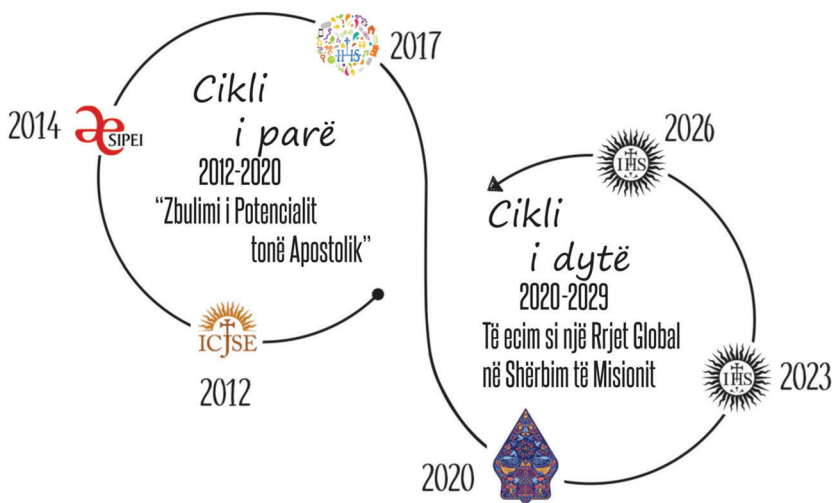 2017
IHS
Cikli
i parë
2012-2020
“Zbulimi i Potencialit
tonë Apostolik”
2014
SIPEI
ICJSE
2012
2026
IHS
Cikli
i dytë
2020-2029
Të ecim si një Rrjet Global
në Shërbim të Misionit
IHS
2023
2020